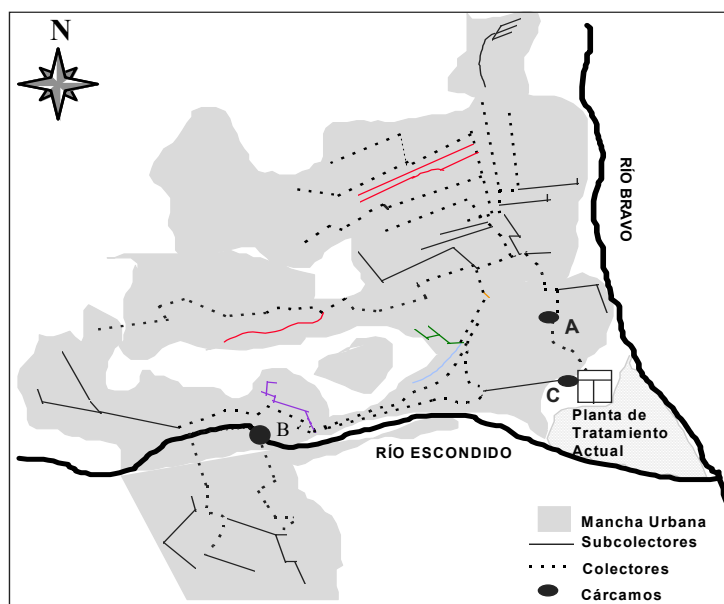 N
RÍO BRAVO
A
C
B
Planta de
Tratamiento
Actual
RÍO ESCONDIDO
Mancha Urbana
Subcolectores
Colectores
Cárcamos